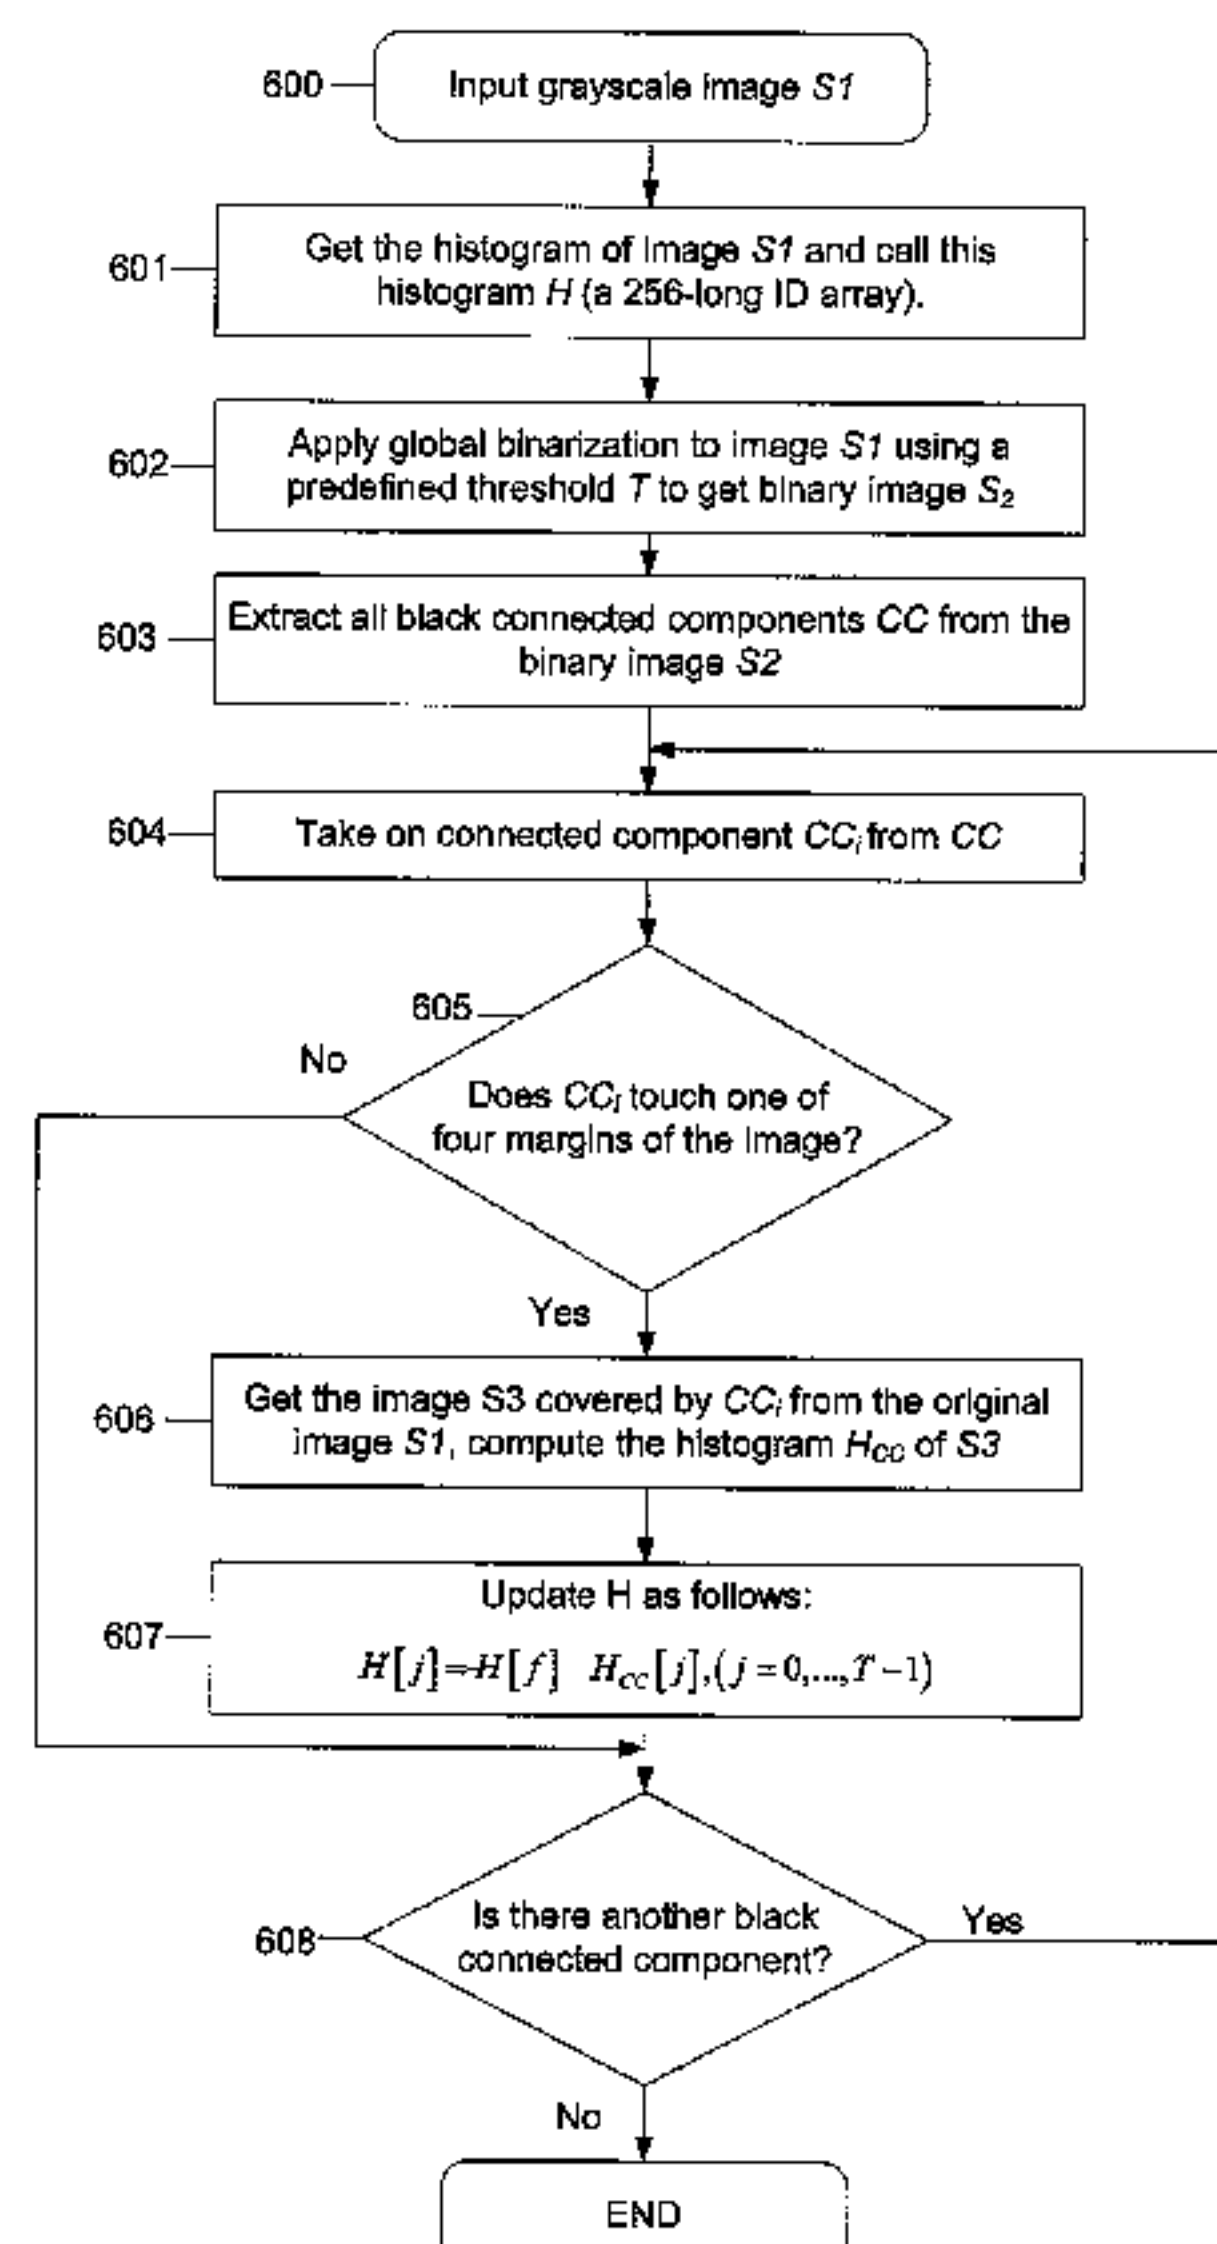 600
Input grayscale image S1
601
Get the histogram of image S1 and call this
histogram H (a 256-long ID array).
602
Apply global binarization to image S1 using a
predefined threshold T to get binary image S2
603
Extract all black connected components CC from the
binary image S2
604
Take on connected component CCi from CC
605
No
Does CCi touch one of
four margins of the image?
Yes
606
Get the image S3 covered by CCi from the original
image S1, compute the histogram HCC of S3
607
Update H as follows:
H[j]=H[f] HCC[j],(j=0,...,T-1)
608
Is there another black
connected component?
Yes
No
END